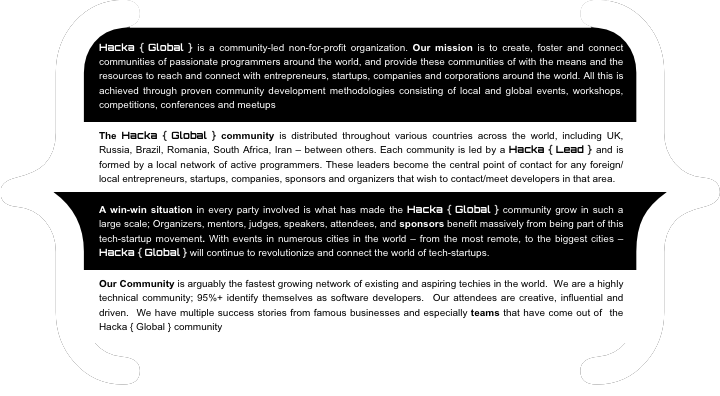 Hacka { Global } is a community-led non-for-profit organization. Our mission is to create, foster and connect
communities of passionate programmers around the world, and provide these communities of with the means and the
resources to reach and connect with entrepreneurs, startups, companies and corporations around the world. All this is
achieved through proven community development methodologies consisting of local and global events, workshops,
competitions, conferences and meetups
The Hacka { Global } community is distributed throughout various countries across the world, including UK,
Russia, Brazil, Romania, South Africa, Iran – between others. Each community is led by a Hacka { Lead } and is
formed by a local network of active programmers. These leaders become the central point of contact for any foreign/
local entrepreneurs, startups, companies, sponsors and organizers that wish to contact/meet developers in that area.
A win-win situation in every party involved is what has made the Hacka { Global } community grow in such a
large scale; Organizers, mentors, judges, speakers, attendees, and sponsors benefit massively from being part of this
tech-startup movement. With events in numerous cities in the world – from the most remote, to the biggest cities –
Hacka { Global } will continue to revolutionize and connect the world of tech-startups.
Our Community is arguably the fastest growing network of existing and aspiring techies in the world. We are a highly
technical community; 95%+ identify themselves as software developers. Our attendees are creative, influential and
driven. We have multiple success stories from famous businesses and especially teams that have come out of the
Hacka { Global } community